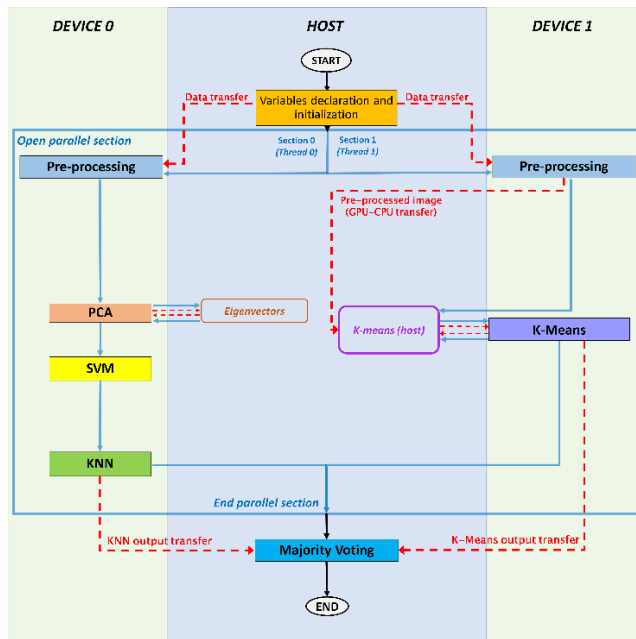 DEVICE 0
HOST
DEVICE 1
START
Data transfer
Variables declaration and
initialization
Data transfer
Open parallel section
Section 0
(Thread 0)
Section 1
(Thread 1)
Pre-processing
Pre-processing
Pre-processed image
(GPU-CPU transfer)
PCA
Eigenvectors
K-means (host)
K-Means
SVM
KNN
End parallel section
KNN output transfer
Majority Voting
K-Means output transfer
END